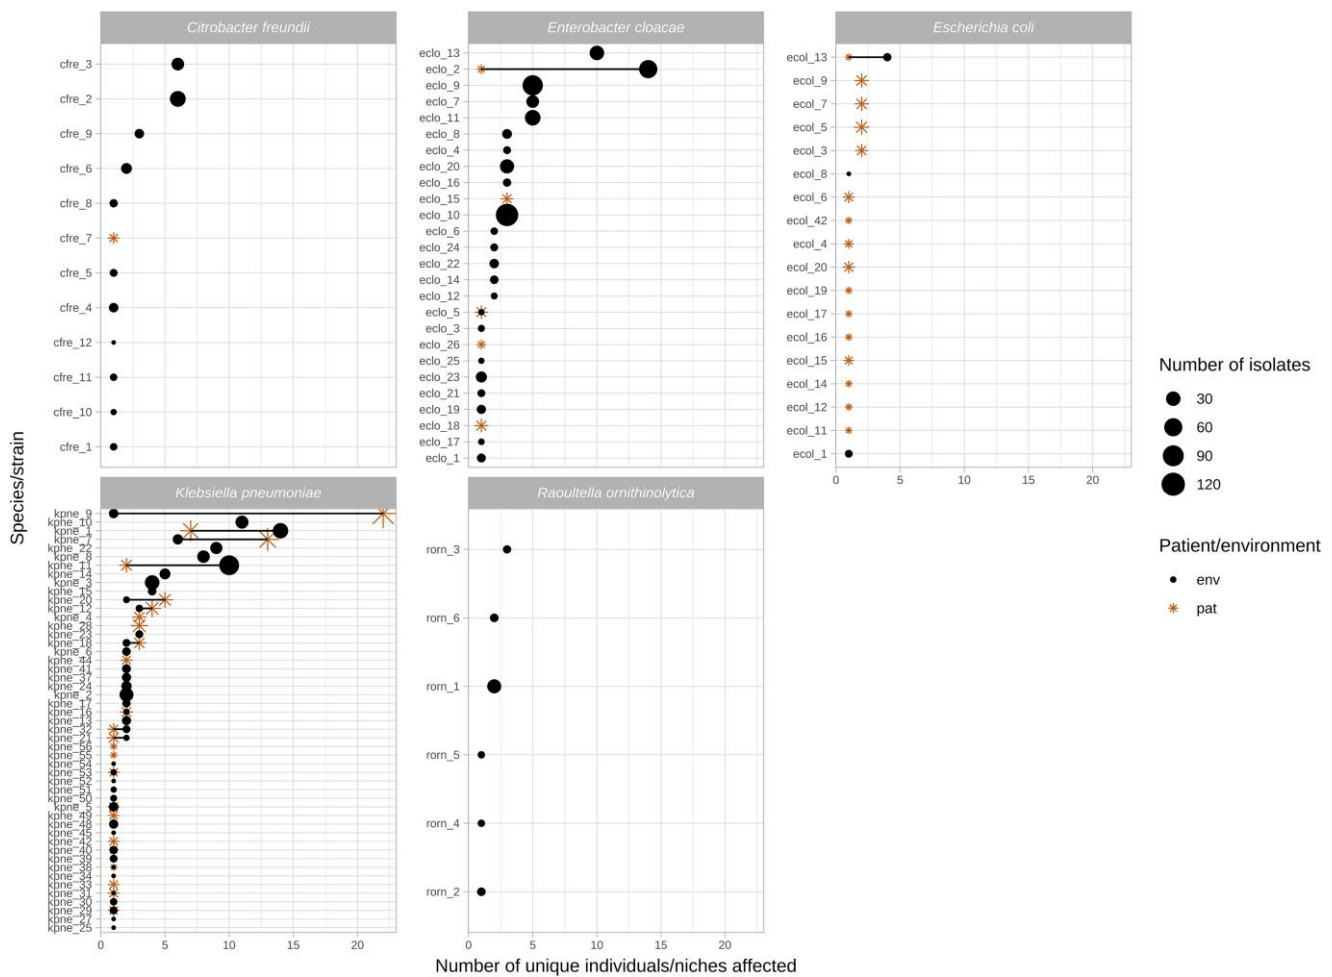 Citrobacter freundii
Enterobacter cloacae
Escherichia coli
cfre_3
cfre_2
cfre_9
cfre_6
cfre_8
cfre_7
cfre_5
cfre_4
cfre_12
cfre_11
cfre_10
cfre_1
eclo_13
eclo_2
eclo_9
eclo_7
eclo_11
eclo_8
eclo_4
eclo_20
eclo_16
eclo_15
eclo_10
eclo_6
eclo_24
eclo_22
eclo_14
eclo_12
eclo_5
eclo_3
eclo_26
eclo_25
eclo_23
eclo_21
eclo_19
eclo_18
eclo_17
eclo_1
ecol_13
ecol_9
ecol_7
ecol_5
ecol_3
ecol_8
ecol_6
ecol_42
ecol_4
ecol_20
ecol_19
ecol_17
ecol_16
ecol_15
ecol_14
ecol_12
ecol_11
ecol_1
0 5 10 15 20
Klebsiella pneumoniae
Raoultella ornithinolytica
kpne_9
kpne_10
kpne_1
kpne_7
kpne_22
kpne_8
kpne_11
kpne_14
kpne_3
kpne_15
kpne_20
kpne_12
kpne_4
kpne_28
kpne_23
kpne_18
kpne_6
kpne_44
kpne_41
kpne_37
kpne_24
kpne_2
kpne_17
kpne_16
kpne_13
kpne_32
kpne_21
kpne_56
kpne_55
kpne_54
kpne_53
kpne_52
kpne_51
kpne_50
kpne_5
kpne_49
kpne_48
kpne_45
kpne_42
kpne_40
kpne_39
kpne_38
kpne_34
kpne_33
kpne_31
kpne_30
kpne_29
kpne_27
kpne_25
0 5 10 15 20
rorn_3
rorn_6
rorn_1
rorn_5
rorn_4
rorn_2
0 5 10 15 20
Species/strain
Number of unique individuals/niches affected
Number of isolates
30
60
90
120
Patient/environment
env
pat